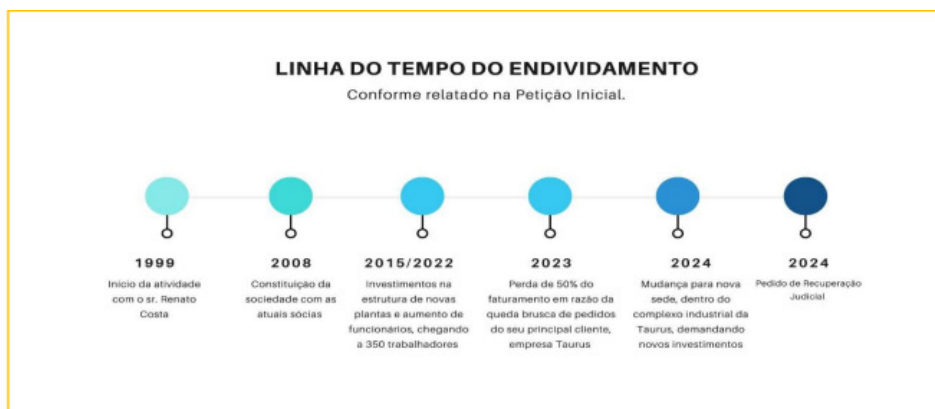 LINHA DO TEMPO DO ENDIVIDAMENTO
Conforme relatado na Petição Inicial.
1999
Início da atividade
com o sr. Renato
Costa
2008
Constituição da
sociedade com as
atuais sócias
2015/2022
Investimentos na
estrutura de novas
plantas e aumento de
funcionários, chegando
a 350 trabalhadores
2023
Perda de 50% do
faturamento em razão da
queda brusca de pedidos
do seu principal cliente,
empresa Taurus
2024
Mudança para nova
sede, dentro do
complexo industrial da
Taurus, demandando
novos investimentos
2024
Pedido de Recuperação
Judicial